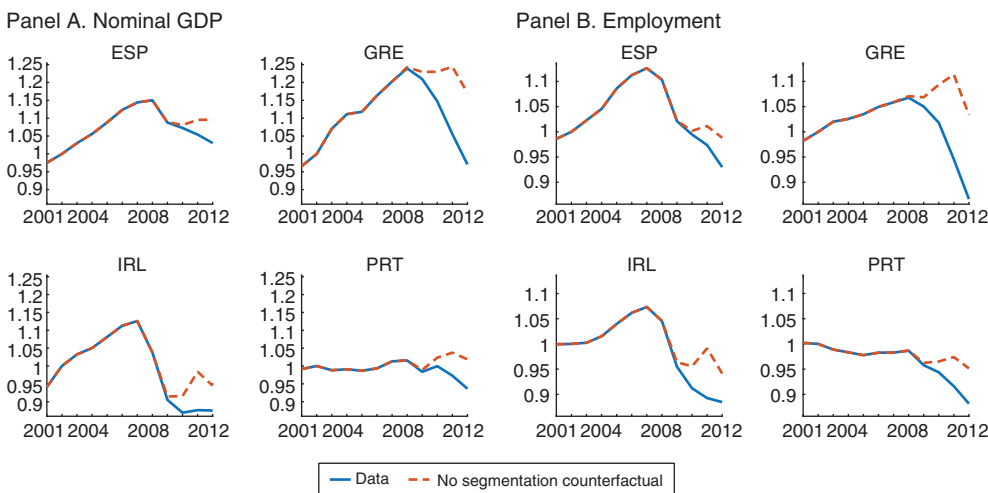 Panel A. Nominal GDP
ESP
1.25
1.2
1.15
1.1
1.05
1
0.95
0.9
2001 2004 2008 2012
GRE
1.25
1.2
1.15
1.1
1.05
1
0.95
0.9
2001 2004 2008 2012
IRL
1.25
1.2
1.15
1.1
1.05
1
0.95
0.9
2001 2004 2008 2012
PRT
1.25
1.2
1.15
1.1
1.05
1
0.95
0.9
2001 2004 2008 2012
Panel B. Employment
ESP
1.1
1.05
1
0.95
0.9
2001 2004 2008 2012
GRE
1.1
1.05
1
0.95
0.9
2001 2004 2008 2012
IRL
1.1
1.05
1
0.95
0.9
2001 2004 2008 2012
PRT
1.1
1.05
1
0.95
0.9
2001 2004 2008 2012
Data No segmentation counterfactual